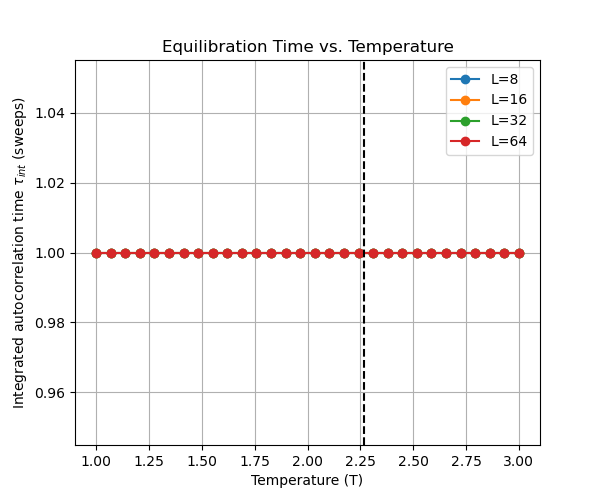 Equilibration Time vs. Temperature
Integrated autocorrelation time τ_int (sweeps)
1.04
1.02
1.00
0.98
0.96
L=8
L=16
L=32
L=64
1.00 1.25 1.50 1.75 2.00 2.25 2.50 2.75 3.00
Temperature (T)